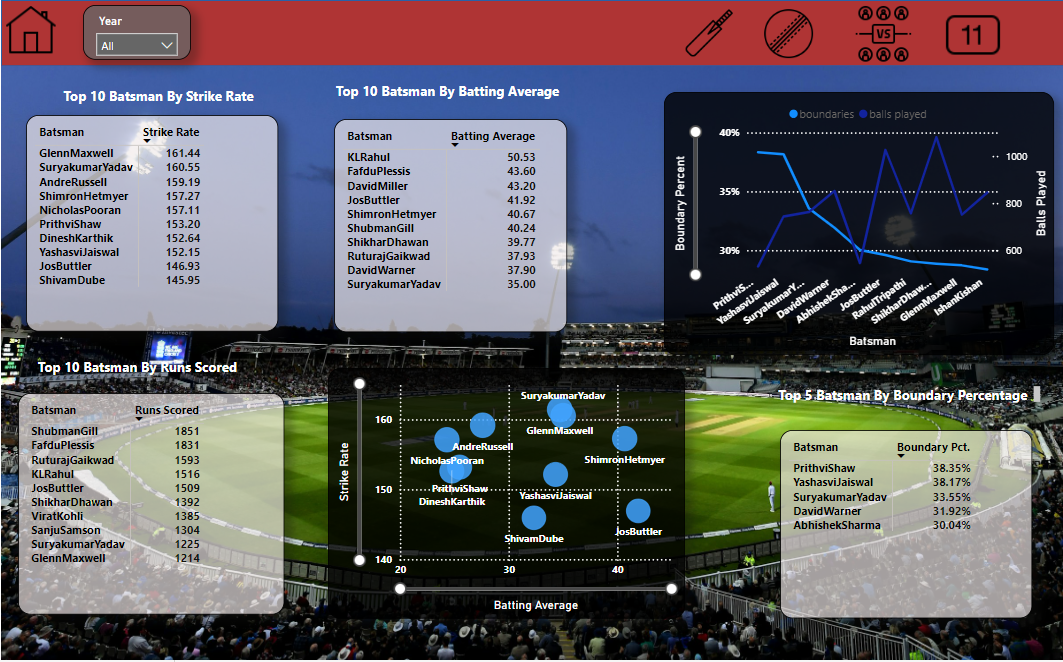 Year
All
VS
11
Top 10 Batsman By Strike Rate
Batsman Strike Rate
GlennMaxwell 161.44
SuryakumarYadav 160.55
AndreRussell 159.19
ShimronHetmyer 157.27
NicholasPooran 157.11
PrithviShaw 153.20
DineshKarthik 152.64
YashasviJaiswal 152.15
JosButtler 146.93
ShivamDube 145.95
Top 10 Batsman By Batting Average
Batsman Batting Average
KLRahul 50.53
FafduPlessis 43.60
DavidMiller 43.20
JosButtler 41.92
ShimronHetmyer 40.67
ShubmanGill 40.24
ShikharDhawan 39.77
RuturajGaikwad 37.93
DavidWarner 37.90
SuryakumarYadav 35.00
boundaries balls played
Boundary Percent
40%
35%
30%
1000
800
600
Balls Played
PrithviS...
YashasviJaiswal
SuryakumarY...
DavidWarner
AbhishekSha...
JosButtler
RahulTripathi
ShikharDhaw...
GlennMaxwell
IshanKishan
Batsman
Top 10 Batsman By Runs Scored
Batsman Runs Scored
ShubmanGill 1851
FafduPlessis 1831
RuturajGaikwad 1593
KLRahul 1516
JosButtler 1509
ShikharDhawan 1392
ViratKohli 1385
SanjuSamson 1304
SuryakumarYadav 1225
GlennMaxwell 1214
Strike Rate
160
150
140
SuryakumarYadav
GlennMaxwell
AndreRussell
NicholasPooran
ShimronHetmyer
PrithviShaw
DineshKarthik
YashasviJaiswal
ShivamDube
JosButtler
20 30 40
Batting Average
Top 5 Batsman By Boundary Percentage
Batsman Boundary Pct.
PrithviShaw 38.35%
YashasviJaiswal 38.17%
SuryakumarYadav 33.55%
DavidWarner 31.92%
AbhishekSharma 30.04%